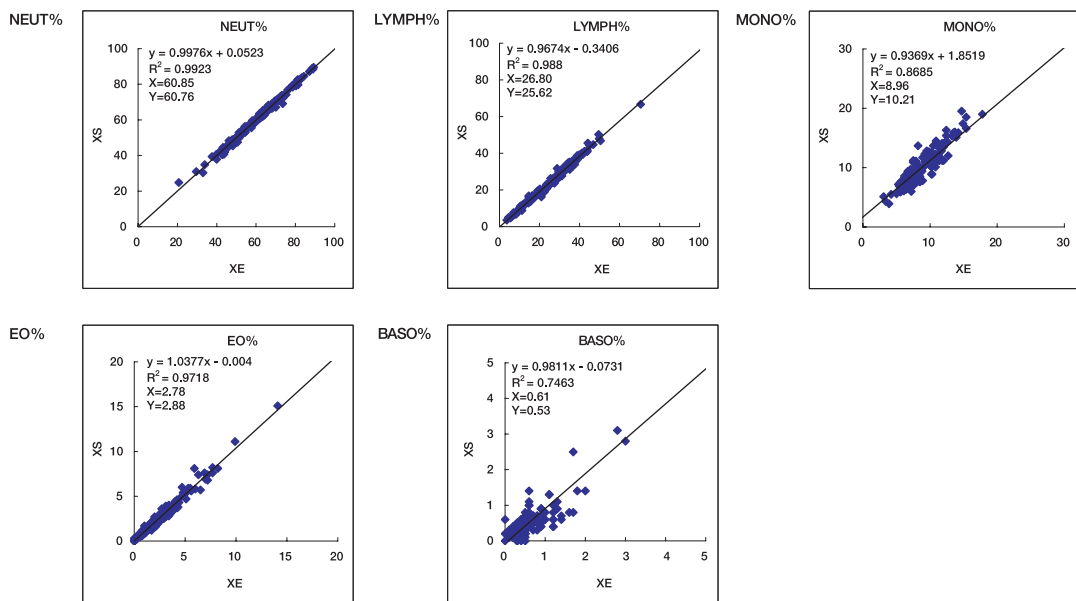 NEUT%
NEUT%
y = 0.9976x + 0.0523
R² = 0.9923
X=60.85
Y=60.76
100
80
60
40
20
0
XS
0 20 40 60 80 100
XE
LYMPH%
LYMPH%
y = 0.9674x - 0.3406
R² = 0.988
X=26.80
Y=25.62
100
80
60
40
20
0
XS
0 20 40 60 80 100
XE
MONO%
MONO%
y = 0.9369x + 1.8519
R² = 0.8685
X=8.96
Y=10.21
30
20
10
0
XS
0 10 20 30
XE
EO%
EO%
y = 1.0377x - 0.004
R² = 0.9718
X=2.78
Y=2.88
20
15
10
5
0
XS
0 5 10 15 20
XE
BASO%
BASO%
y = 0.9811x - 0.0731
R² = 0.7463
X=0.61
Y=0.53
5
4
3
2
1
0
XS
0 1 2 3 4 5
XE